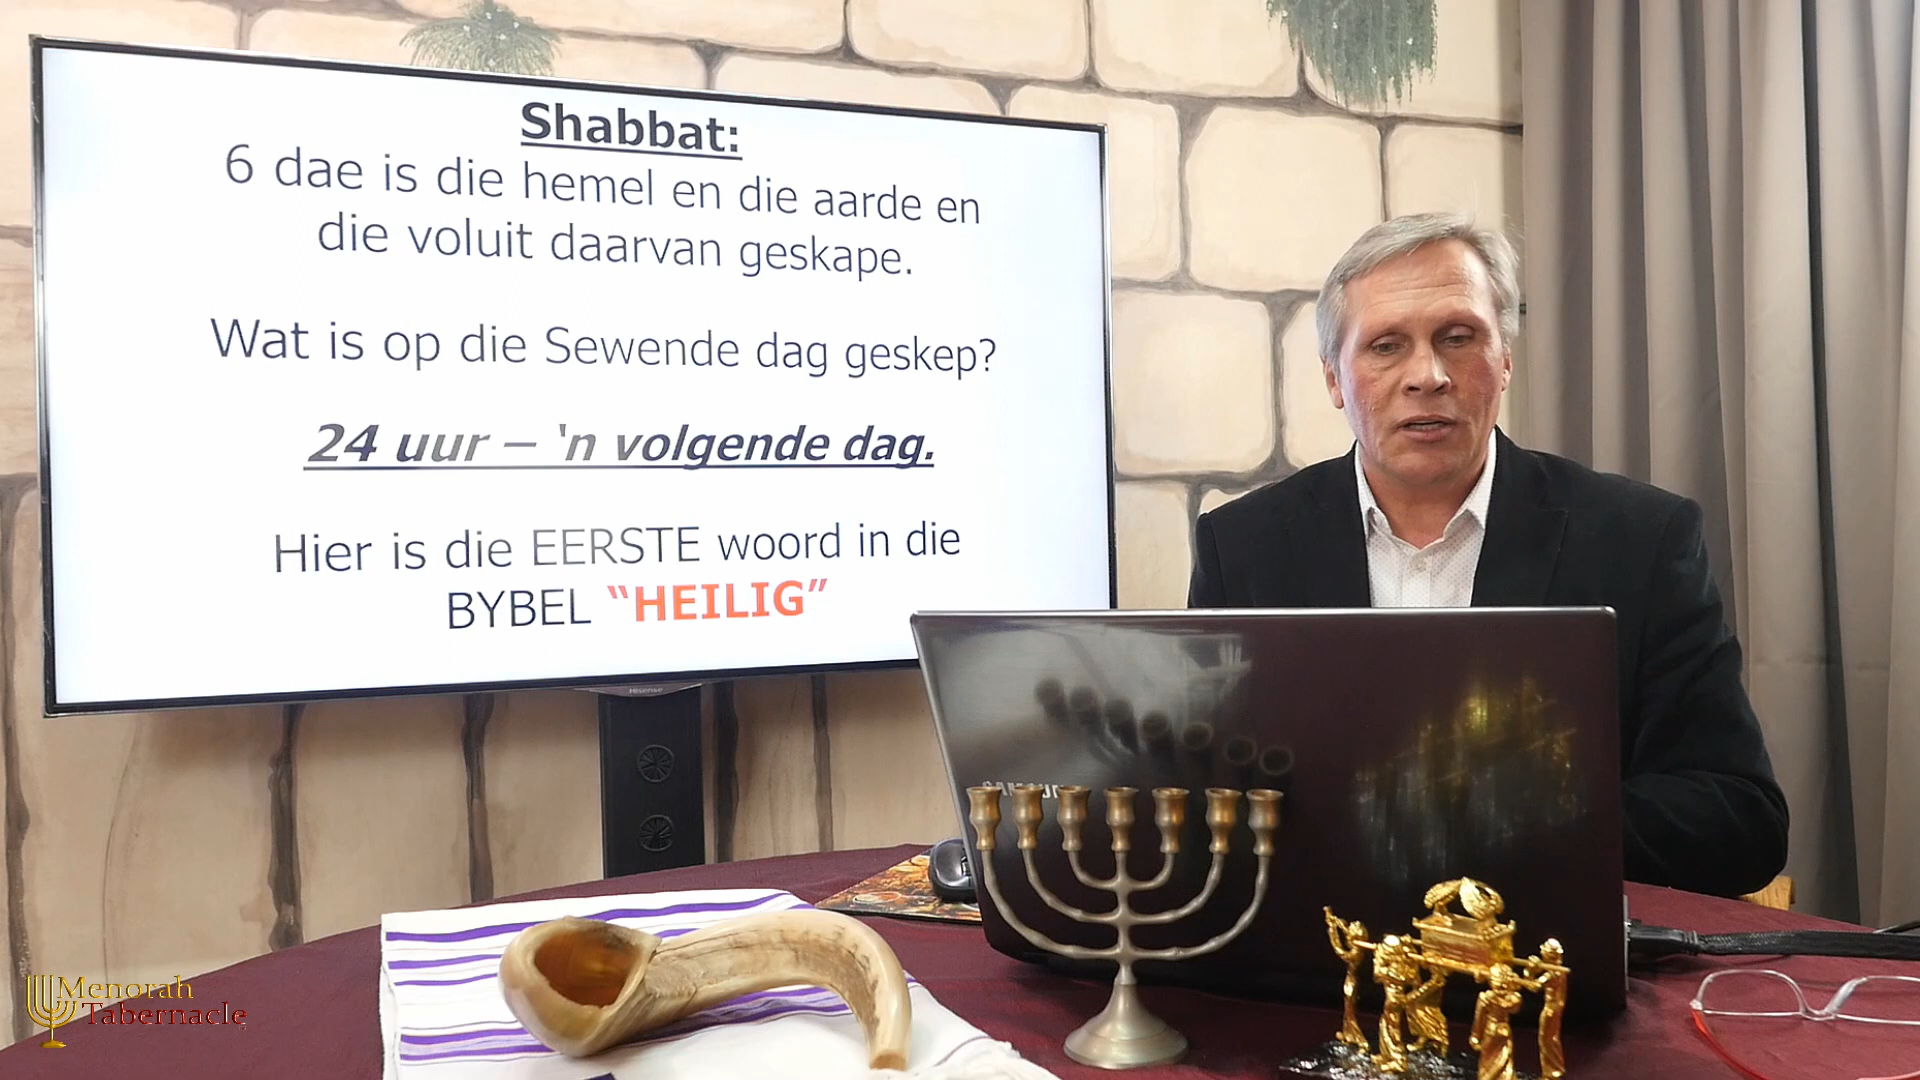 Shabbat:
6 dae is die hemel en die aarde en
die voluit daarvan geskape.
Wat is op die Sewende dag geskep?
24 uur – 'n volgende dag.
Hier is die EERSTE woord in die
BYBEL “HEILIG”
Hisense
Menorah
Tabernacle